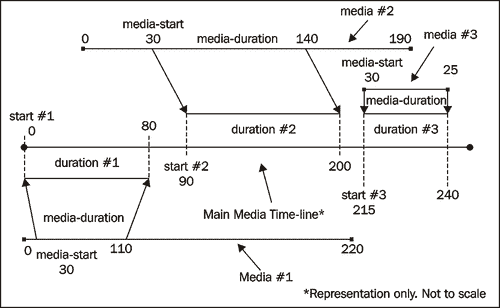 media-start
media #2
0
30
media-duration
140
190
media #3
media-start
30
25
media-duration
start #1
0
80
duration #2
duration #3
duration #1
start #2
90
200
start #3
215
240
media-duration
Main Media Time-line*
0
media-start
30
110
220
Media #1
*Representation only. Not to scale